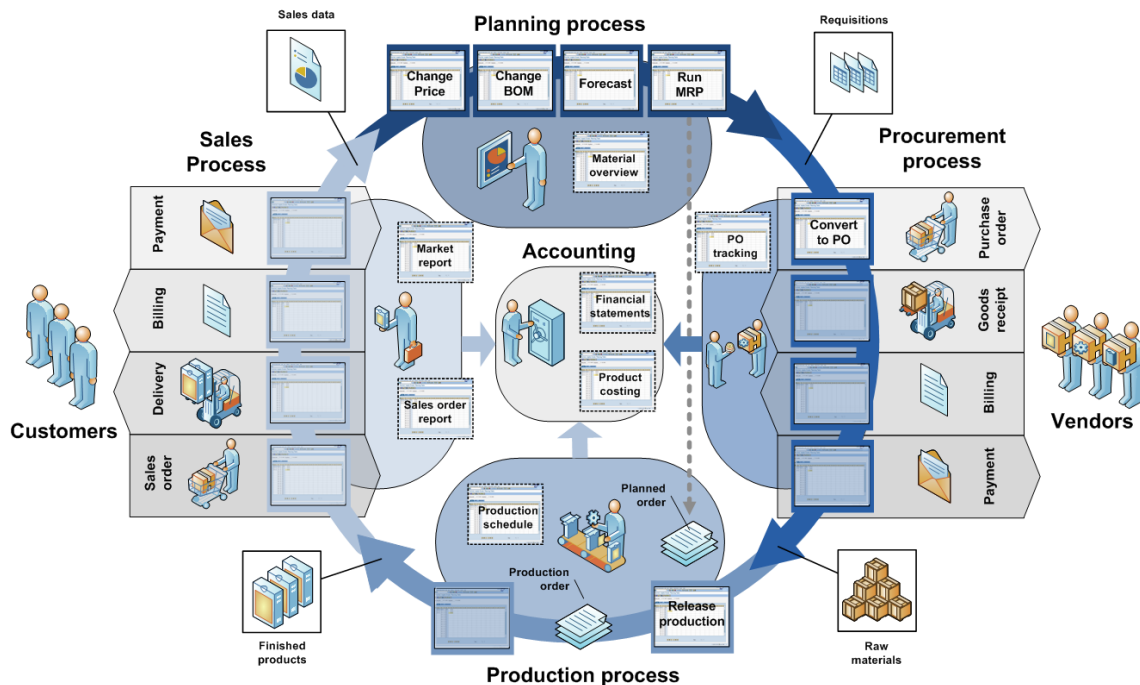 Sales data
Planning process
Requisitions
Change
Price
Change
BOM
Forecast
Run
MRP
Sales
Process
Procurement
process
Material
overview
Payment
Billing
Delivery
Sales
order
Market
report
Sales order
report
Accounting
Financial
statements
Product
costing
PO
tracking
Convert
to PO
Purchase
order
Goods
receipt
Billing
Payment
Customers
Vendors
Production
schedule
Planned
order
Production
order
Release
production
Finished
products
Raw
materials
Production process